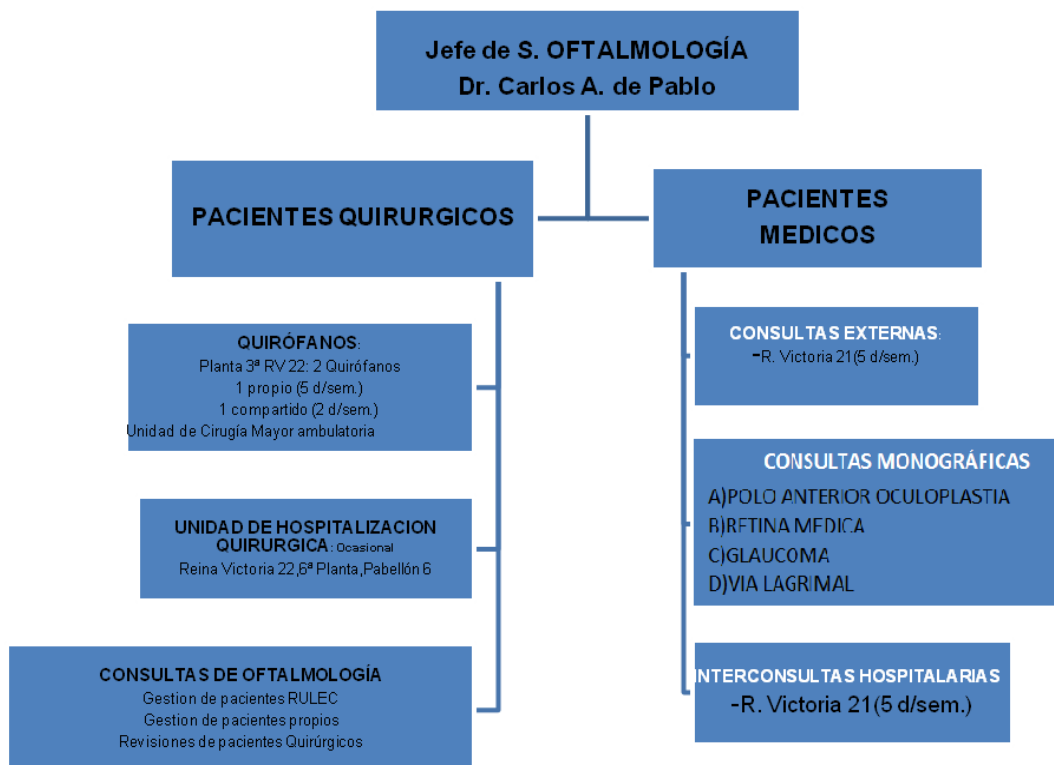 Jefe de S. OFTALMOLOGÍA
Dr. Carlos A. de Pablo
PACIENTES QUIRURGICOS
PACIENTES
MEDICOS
QUIRÓFANOS:
Planta 3ª RV 22: 2 Quirófanos
1 propio (5 d/sem.)
1 compartido (2 d/sem.)
Unidad de Cirugía Mayor ambulatoria
UNIDAD DE HOSPITALIZACION
QUIRURGICA: Ocasional
Reina Victoria 22,6ª Planta,Pabellón 6
CONSULTAS DE OFTALMOLOGÍA
Gestion de pacientes RULEC
Gestion de pacientes propios
Revisiones de pacientes Quirúrgicos
CONSULTAS EXTERNAS:
-R. Victoria 21(5 d/sem.)
CONSULTAS MONOGRÁFICAS
A)POLO ANTERIOR OCULOPLASTIA
B)RETINA MEDICA
C)GLAUCOMA
D)VIA LAGRIMAL
INTERCONSULTAS HOSPITALARIAS
-R. Victoria 21(5 d/sem.)